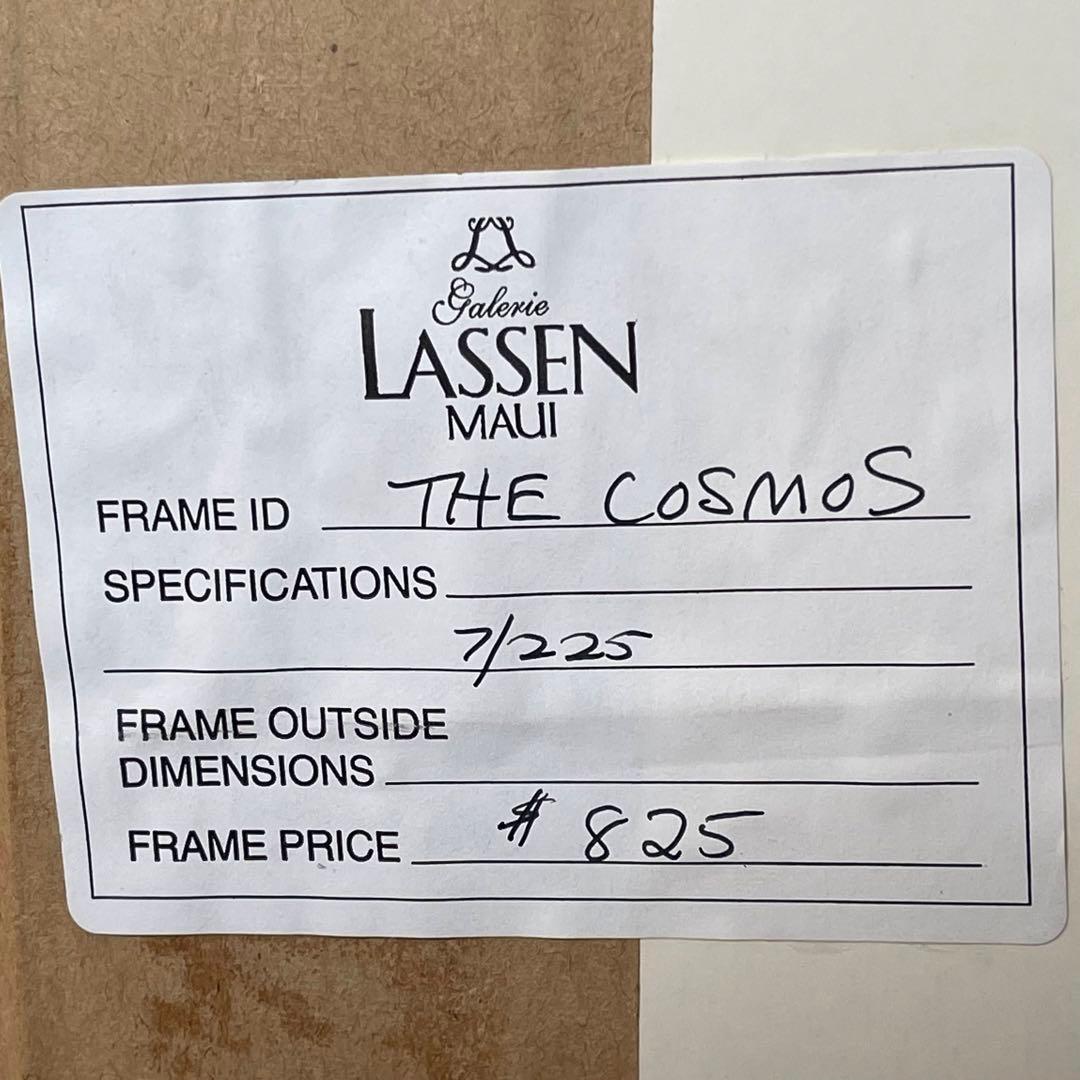 Galerie
LASSEN
MAUI
FRAME ID THE COSMOS
SPECIFICATIONS
7/225
FRAME OUTSIDE
DIMENSIONS
FRAME PRICE $ 825